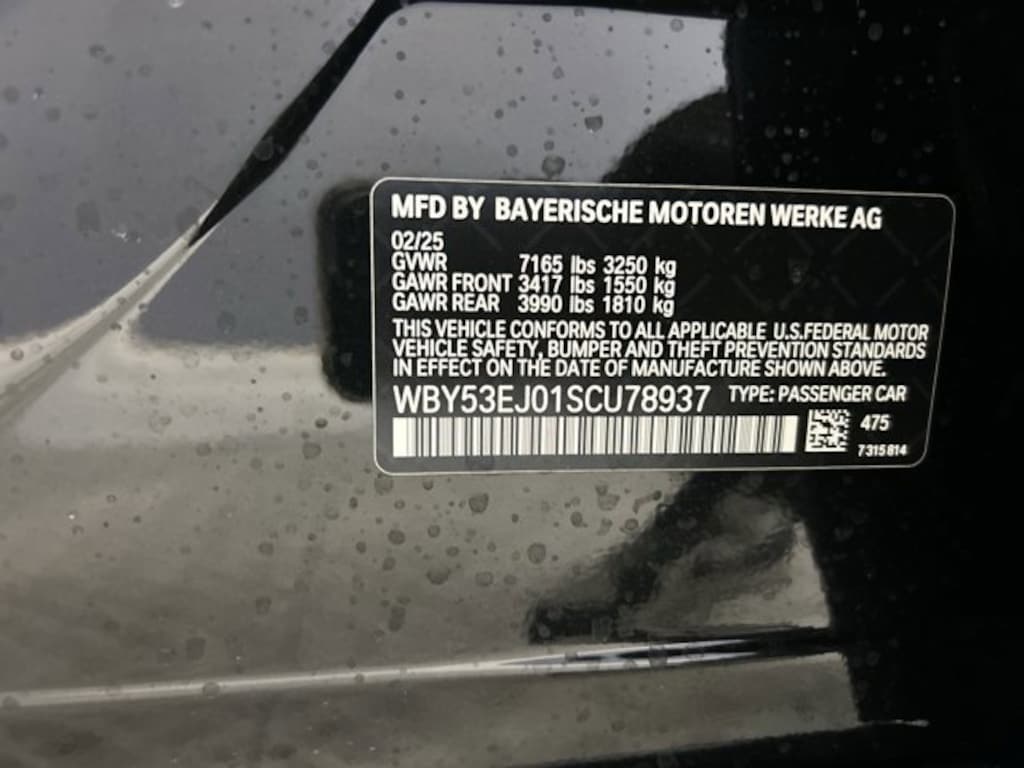 MFD BY BAYERISCHE MOTOREN WERKE AG
02/25
GVWR 7165 lbs 3250 kg
GAWR FRONT 3417 lbs 1550 kg
GAWR REAR 3990 lbs 1810 kg
THIS VEHICLE CONFORMS TO ALL APPLICABLE U.S.FEDERAL MOTOR
VEHICLE SAFETY, BUMPER AND THEFT PREVENTION STANDARDS
IN EFFECT ON THE DATE OF MANUFACTURE SHOWN ABOVE.
WBY53EJ01SCU78937 TYPE: PASSENGER CAR
475
7315814